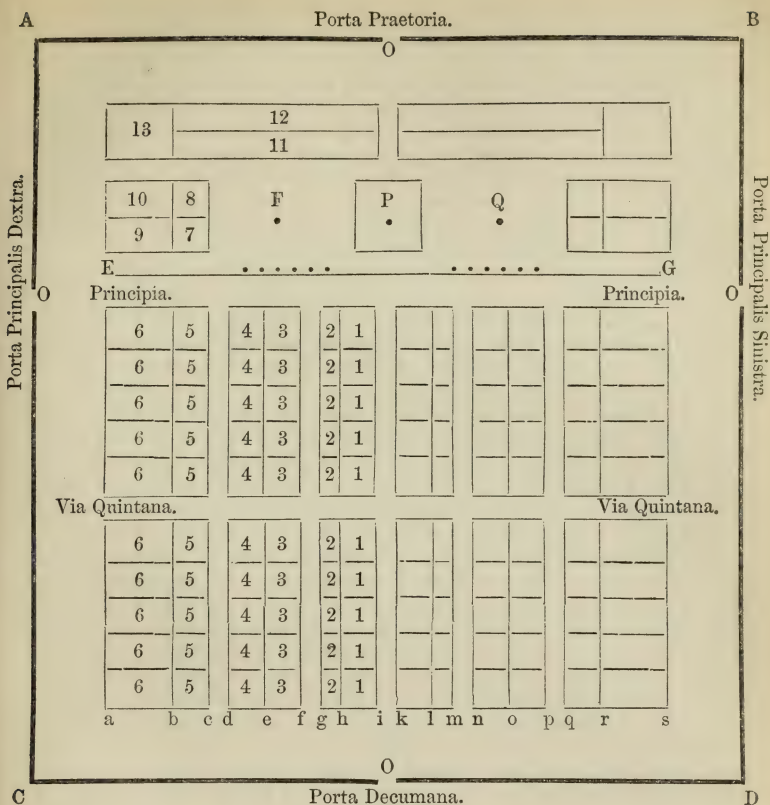 A Porta Praetoria. B
O
13 12
11
10 8 F P Q
9 7
E G
Porta Principalis Dextra.
Porta Principalis Sinistra.
O Principia. Principia. O
6 5 4 3 2 1
6 5 4 3 2 1
6 5 4 3 2 1
6 5 4 3 2 1
6 5 4 3 2 1
Via Quintana. Via Quintana.
6 5 4 3 2 1
6 5 4 3 2 1
6 5 4 3 2 1
6 5 4 3 2 1
6 5 4 3 2 1
a b c d e f g h i k l m n o p q r s
O
C Porta Decumana. D